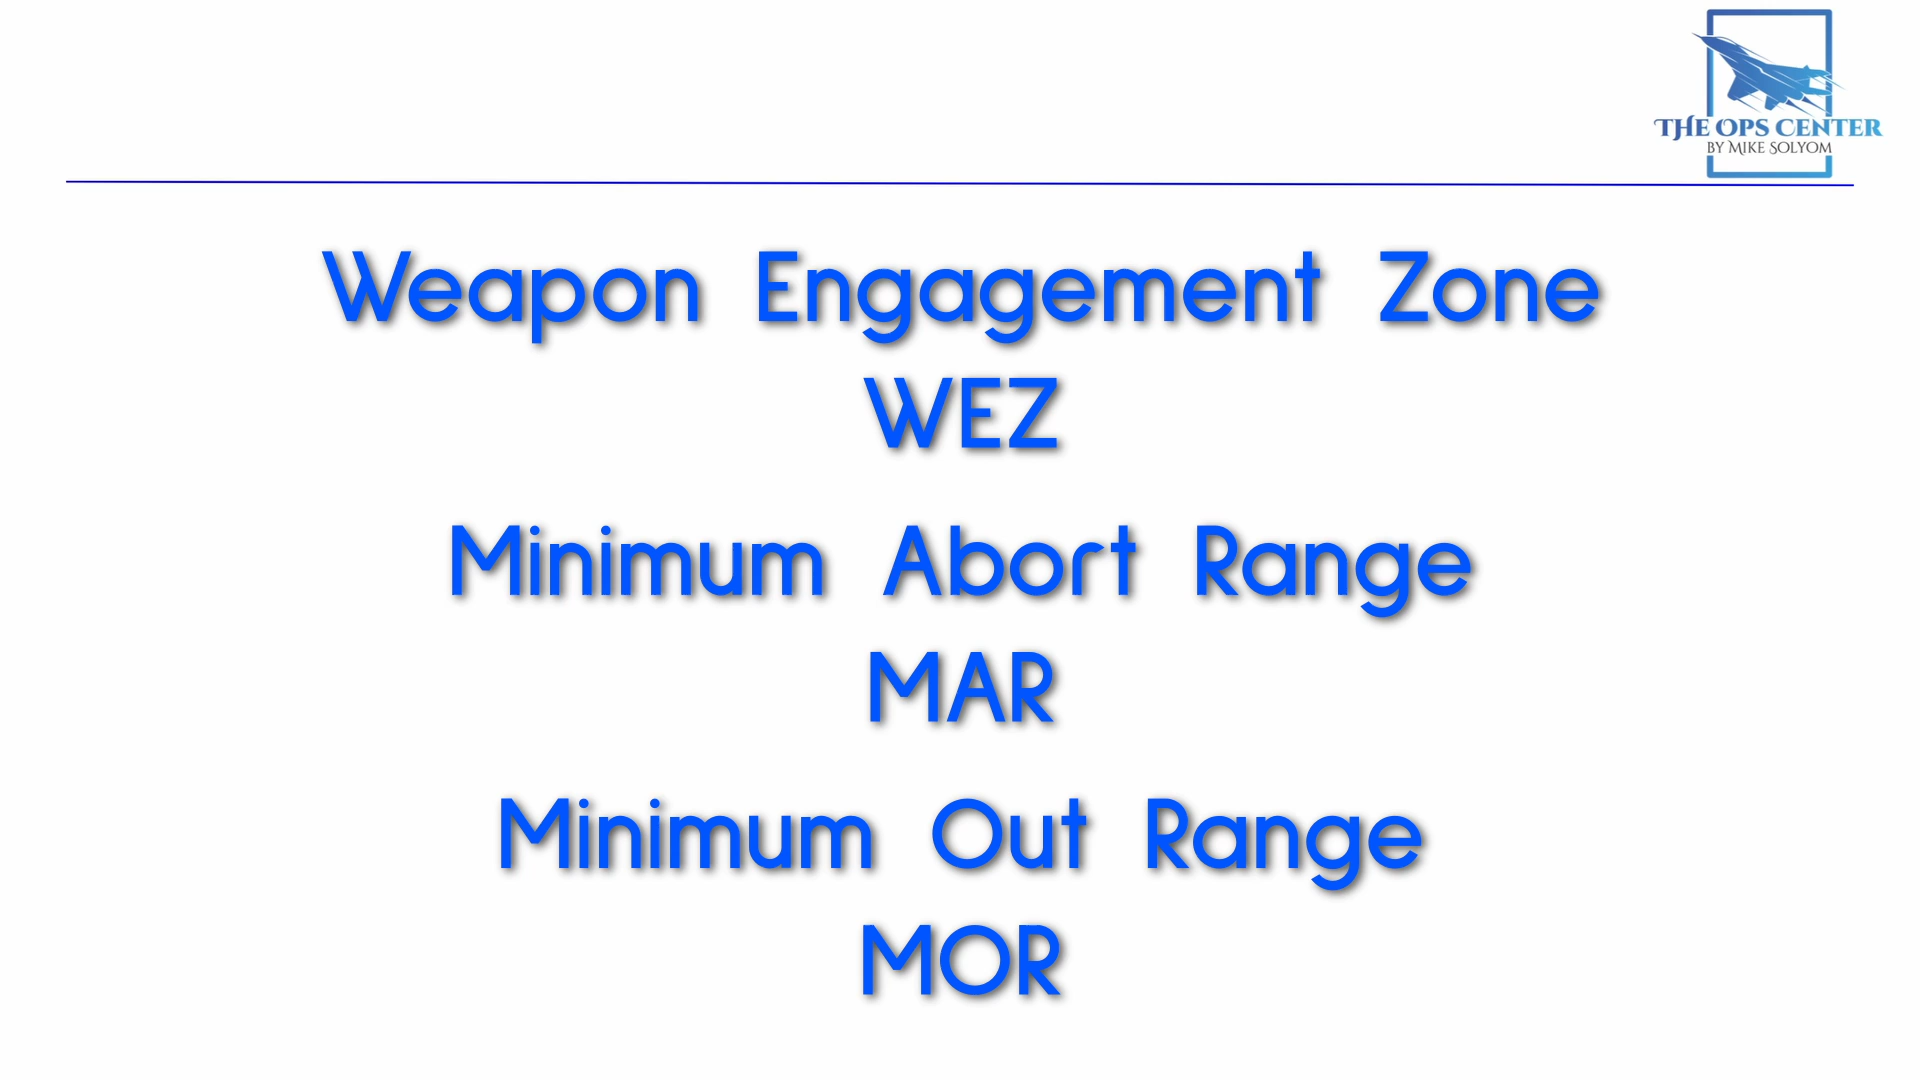 THE OPS CENTER
BY MIKE SOLYOM
Weapon Engagement Zone
WEZ
Minimum Abort Range
MAR
Minimum Out Range
MOR